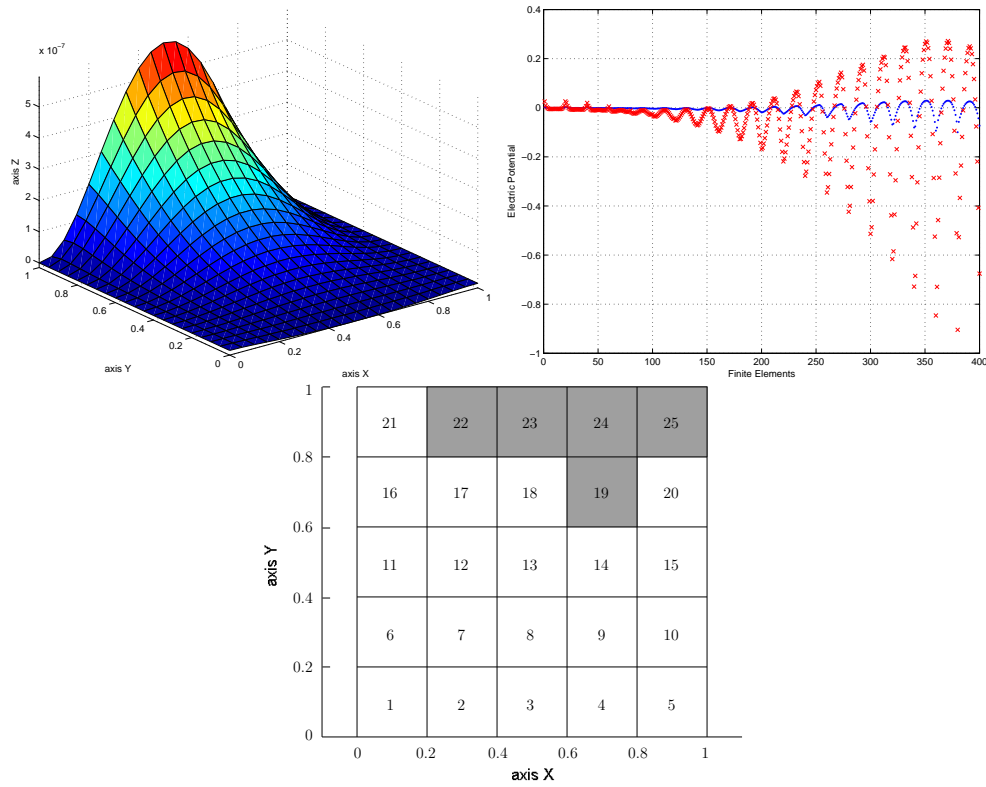 x 10⁻⁷
axis Z
5
4
3
2
1
0
1
0.8
0.6
0.4
0.2
0
axis Y
0
0.2
0.4
0.6
0.8
1
axis X
0.4
0.2
0
−0.2
−0.4
−0.6
−0.8
−1
Electric Potential
0 50 100 150 200 250 300 350 400
Finite Elements
1
0.8
0.6
0.4
0.2
0
axis Y
21 22 23 24 25
16 17 18 19 20
11 12 13 14 15
6 7 8 9 10
1 2 3 4 5
0 0.2 0.4 0.6 0.8 1
axis X